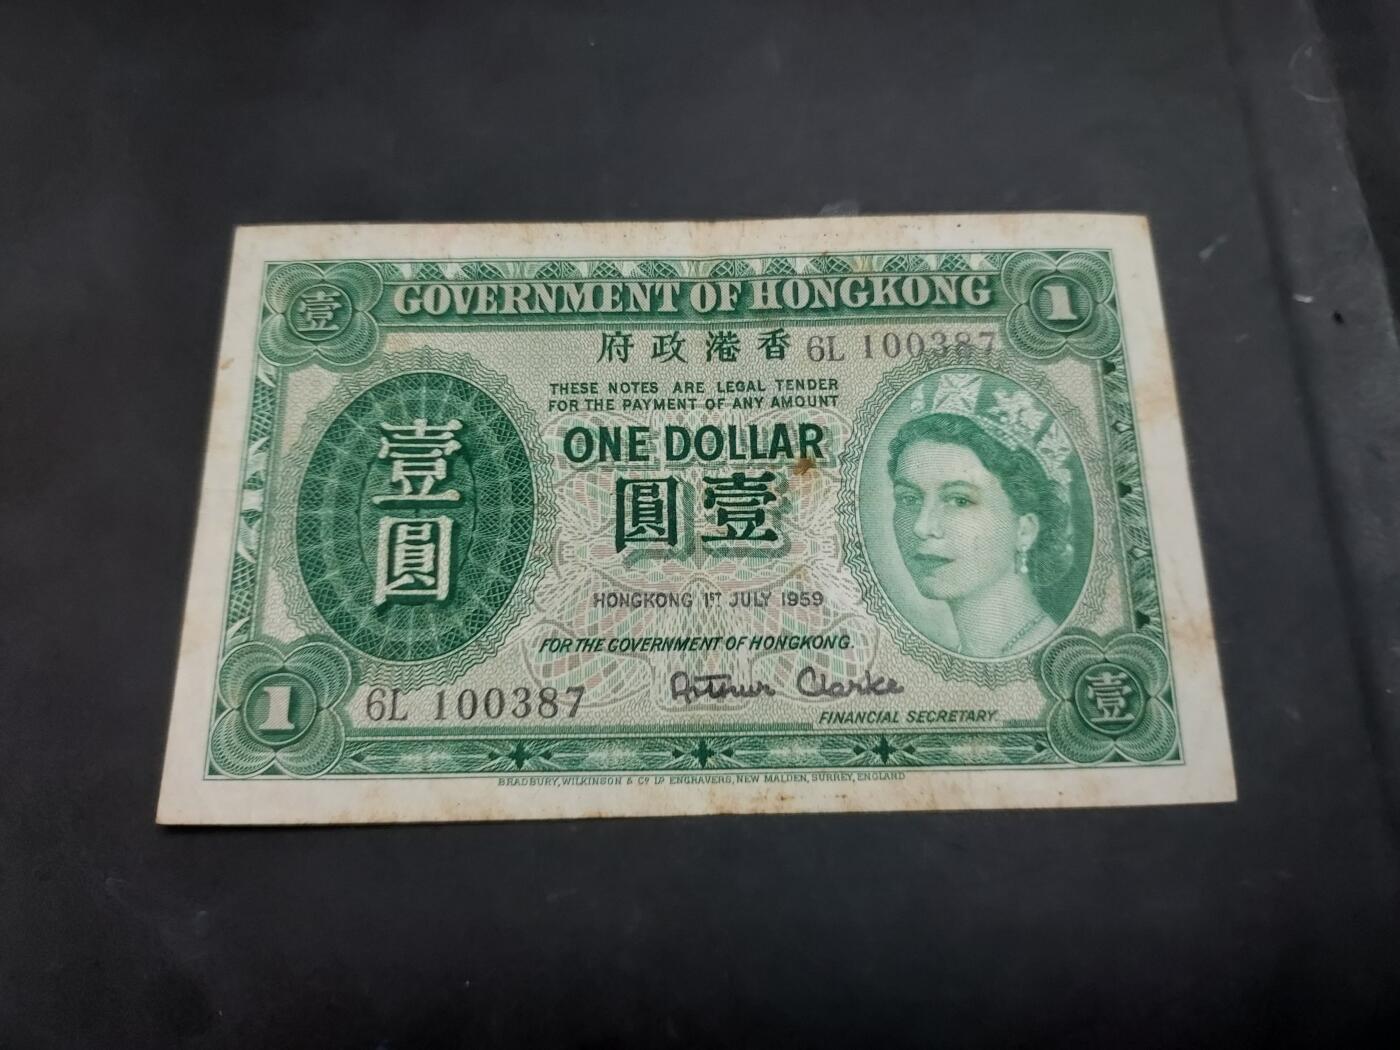 GOVERNMENT OF HONGKONG
壹
1
府政港香
6L 100387
THESE NOTES ARE LEGAL TENDER
FOR THE PAYMENT OF ANY AMOUNT
ONE DOLLAR
圓壹
壹
圓
HONGKONG 1ST JULY 1959
FOR THE GOVERNMENT OF HONGKONG.
Arthur Clarke
FINANCIAL SECRETARY
1
6L 100387
壹
BRADBURY, WILKINSON & Co Ld ENGRAVERS, NEW MALDEN, SURREY, ENGLAND